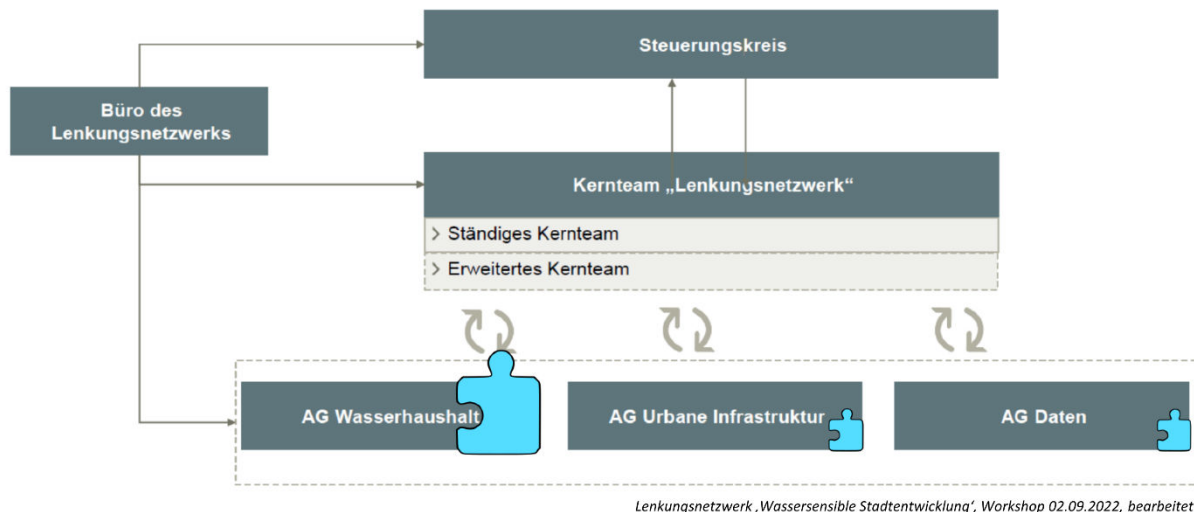 Steuerungskreis
Büro des
Lenkungsnetzwerks
Kernteam „Lenkungsnetzwerk“
> Ständiges Kernteam
> Erweitertes Kernteam
AG Wasserhaushalt
AG Urbane Infrastruktur
AG Daten
Lenkungsnetzwerk ‚Wassersensible Stadtentwicklung‘, Workshop 02.09.2022, bearbeitet